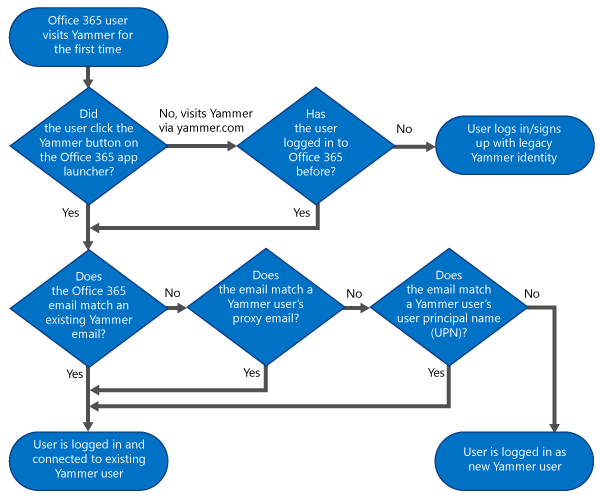 Office 365 user
visits Yammer for
the first time
Did
the user click the
Yammer button on
the Office 365 app
launcher?
No, visits Yammer
via yammer.com
Has
the user
logged in to
Office 365
before?
No
User logs in/signs
up with legacy
Yammer identity
Yes
Yes
Does
the Office 365
email match an
existing Yammer
email?
No
Does
the email match a
Yammer user's
proxy email?
No
Does
the email match
a Yammer user's
user principal name
(UPN)?
No
Yes
Yes
Yes
User is logged in and
connected to existing
Yammer user
User is logged in as
new Yammer user